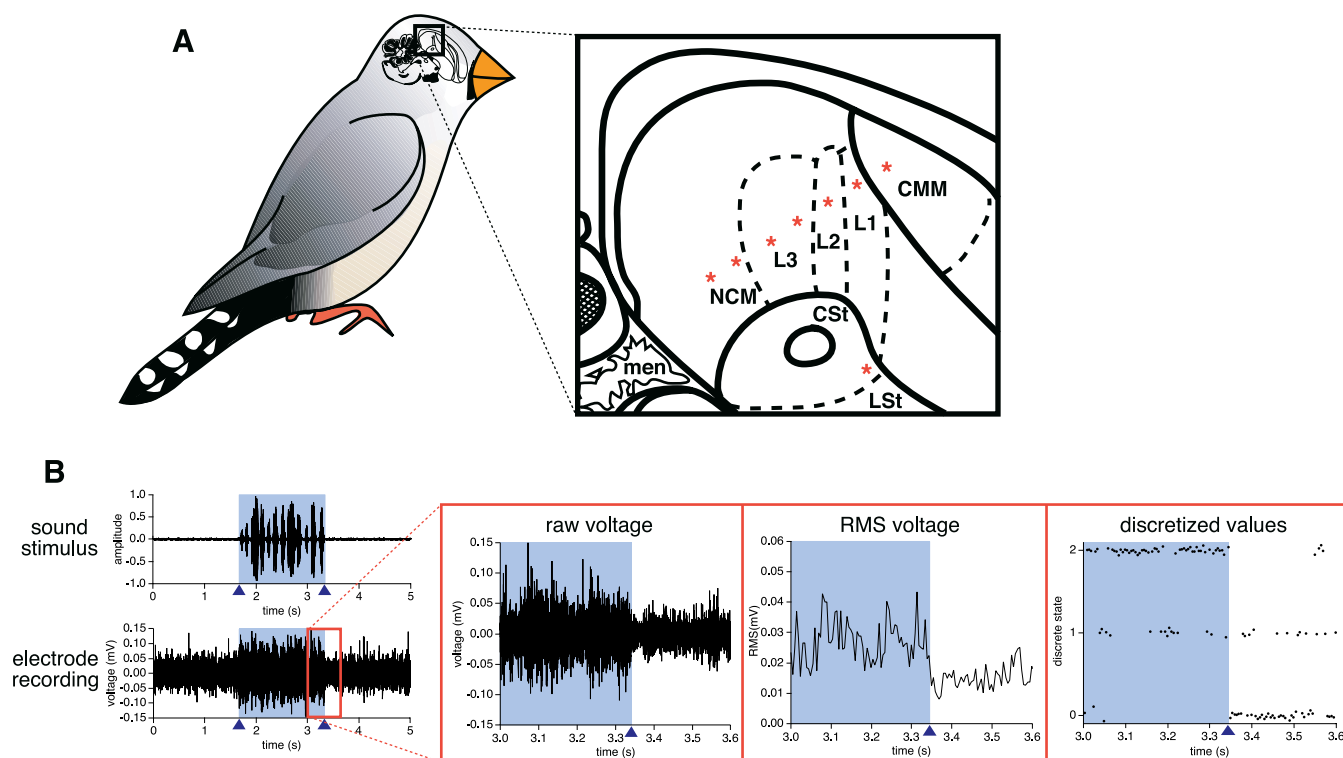 A
CMM
L1
L2
L3
NCM
CSt
men
LSt
B
sound
stimulus
amplitude
1.0
0.5
0.0
-0.5
-1.0
0 1 2 3 4 5
time (s)
electrode
recording
voltage (mV)
0.15
0.10
0.05
0.00
-0.05
-0.10
-0.15
0 1 2 3 4 5
time (s)
raw voltage
voltage (mV)
0.15
0.10
0.05
0.00
-0.05
-0.10
-0.15
3.0 3.1 3.2 3.3 3.4 3.5 3.6
time (s)
RMS voltage
RMS(mV)
0.06
0.05
0.04
0.03
0.02
0.01
0.00
3.0 3.1 3.2 3.3 3.4 3.5 3.6
time (s)
discretized values
discrete state
2
1
0
3.0 3.1 3.2 3.3 3.4 3.5 3.6
time (s)